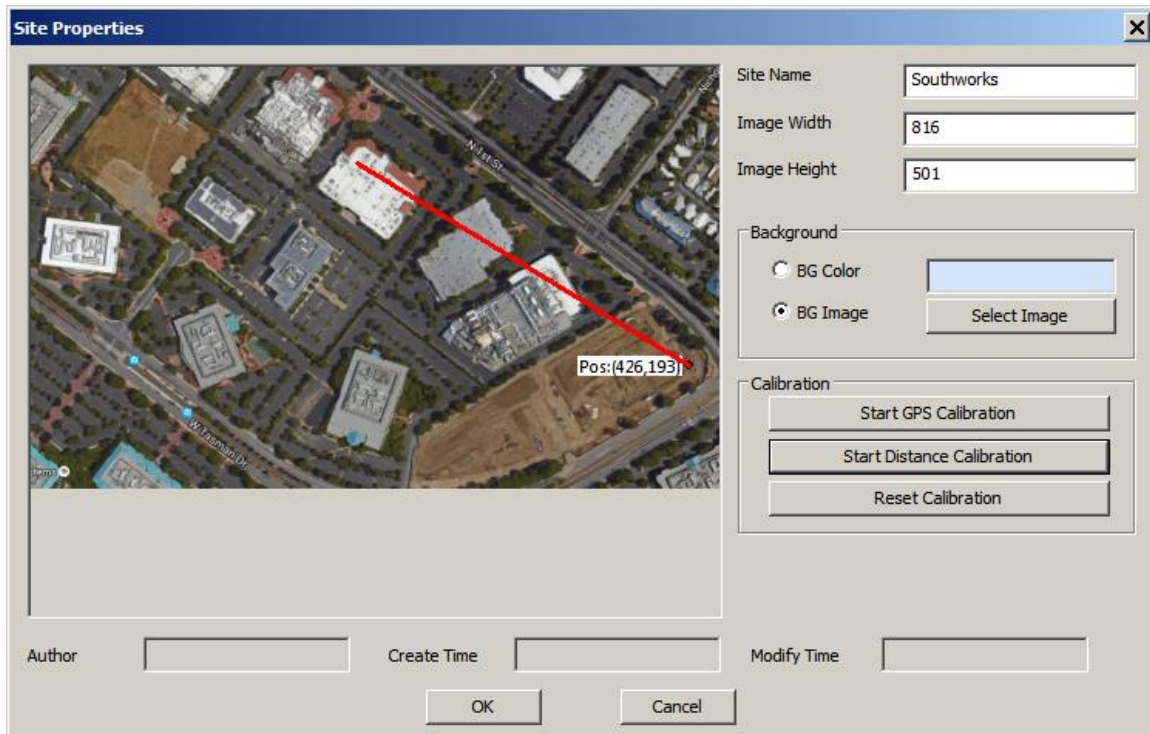 Site Properties
Site Name
Southworks
Image Width
816
Image Height
501
N 1st St
Pos:(426,193)
W Tasman Dr
Background
BG Color
BG Image
Select Image
Calibration
Start GPS Calibration
Start Distance Calibration
Reset Calibration
Author
Create Time
Modify Time
OK
Cancel